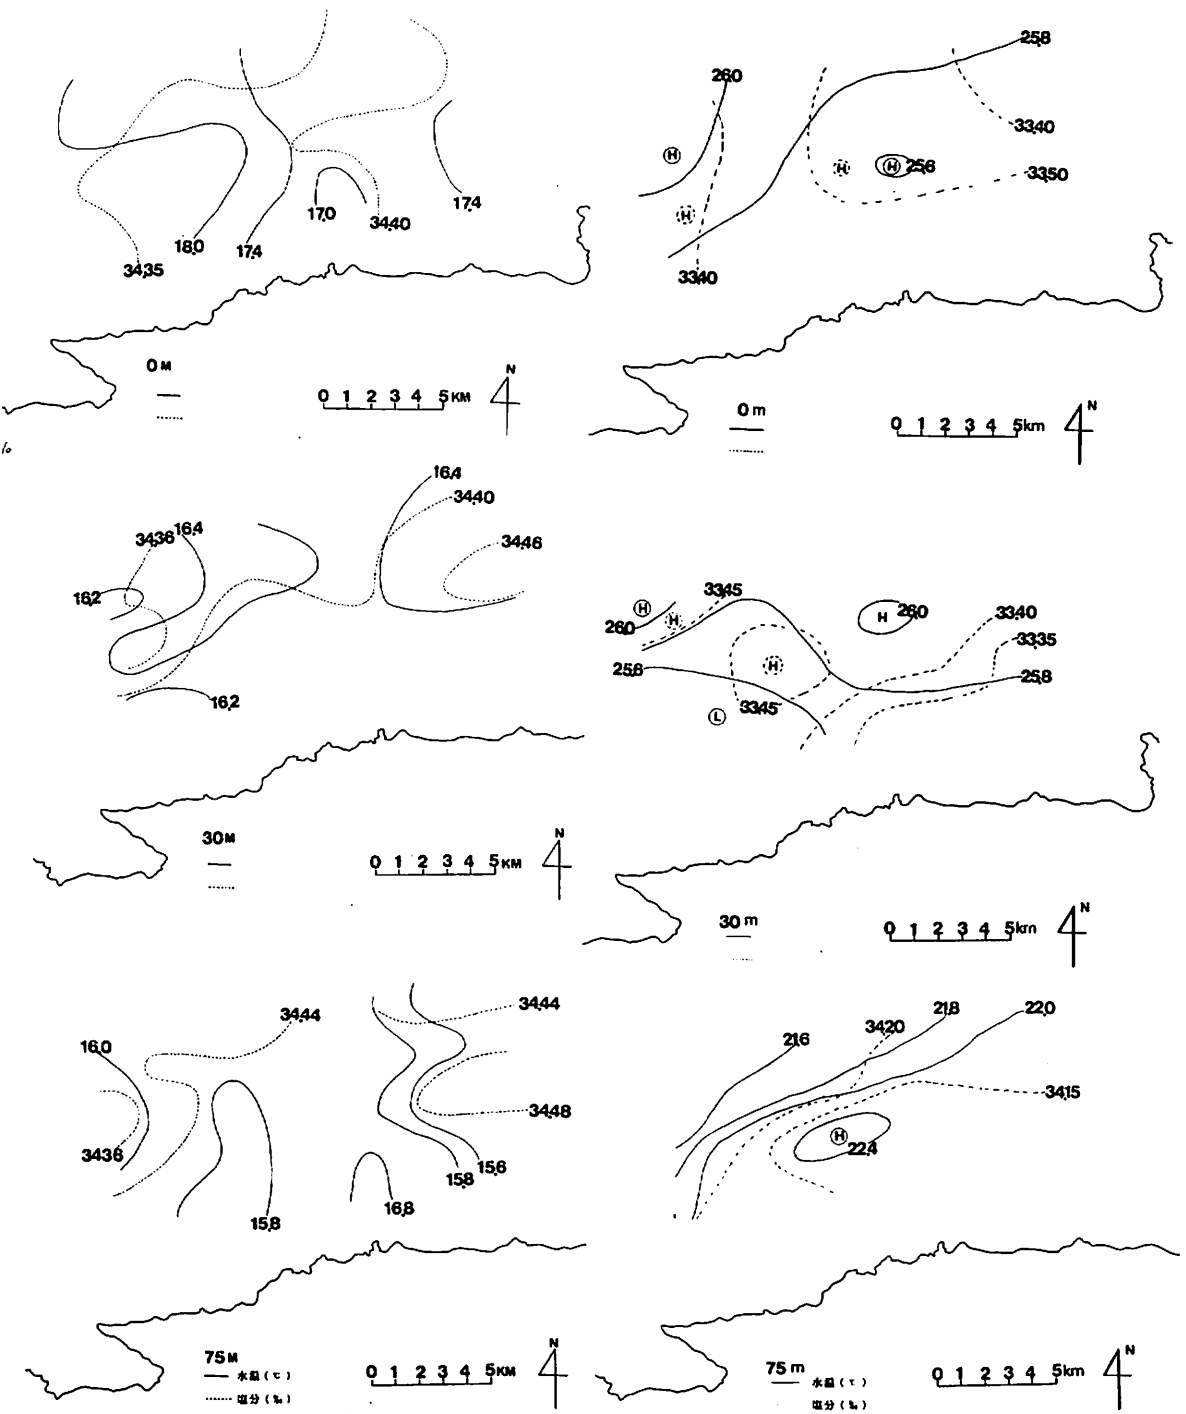 17.0
34.40
17.4
18.0
17.4
34.35
0 M
0 1 2 3 4 5 KM
N
25.8
26.0
33.40
H
H
H
25.6
33.50
H
33.40
0 m
0 1 2 3 4 5 km
N
16.4
34.40
34.36
16.4
34.46
16.2
16.2
30 M
0 1 2 3 4 5 KM
N
33.45
H
H
26.0
H
26.0
33.40
33.35
25.8
H
33.45
25.8
L
30 m
0 1 2 3 4 5 km
N
34.44
34.44
16.0
34.48
34.36
15.6
15.8
16.8
15.8
75 M
水温 (℃)
塩分 (‰)
0 1 2 3 4 5 KM
N
21.8
22.0
34.20
21.6
34.15
H
22.4
75 m
水温 (℃)
塩分 (‰)
0 1 2 3 4 5 km
N